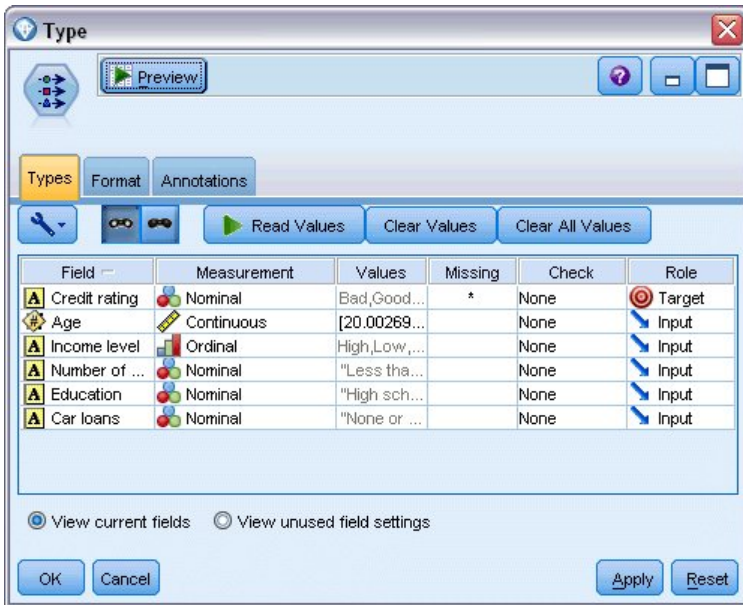 Type
Preview
Types Format Annotations
Read Values Clear Values Clear All Values
Field Measurement Values Missing Check Role
A Credit rating Nominal Bad,Good... * None Target
# Age Continuous [20.00269... None Input
A Income level Ordinal High,Low,... None Input
A Number of ... Nominal "Less tha... None Input
A Education Nominal "High sch... None Input
A Car loans Nominal "None or ... None Input
View current fields View unused field settings
OK Cancel Apply Reset